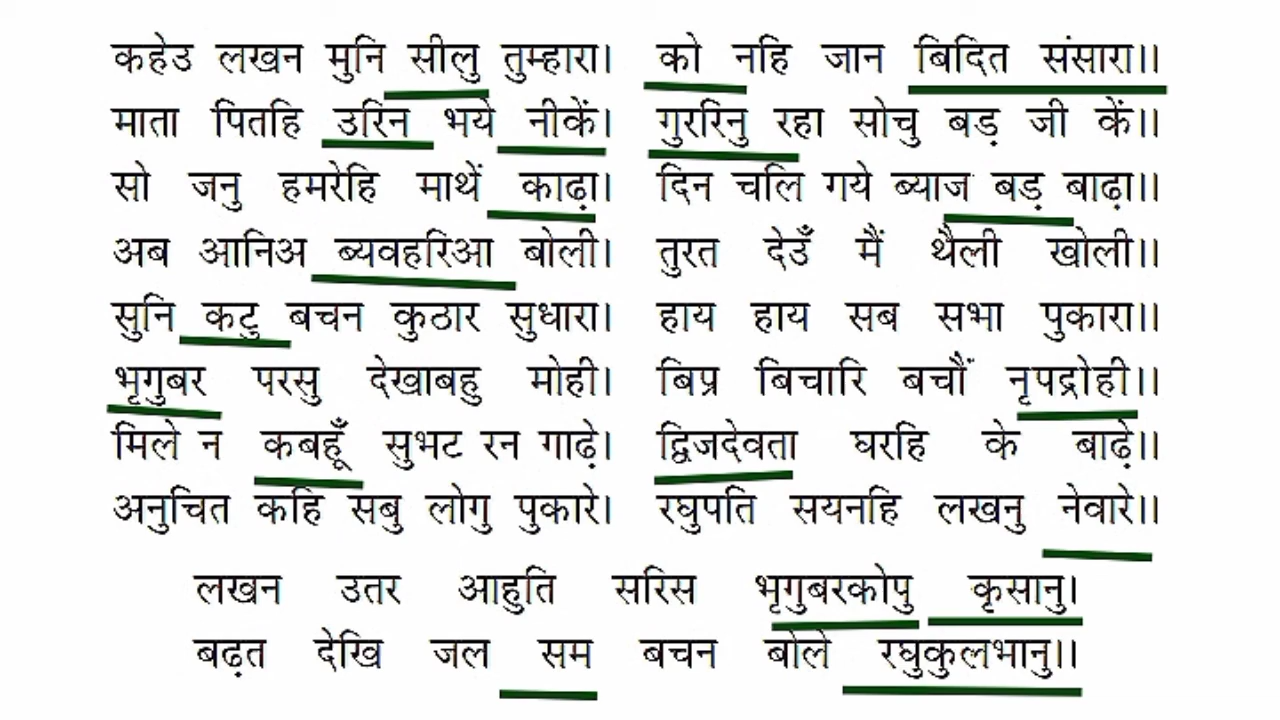 कहेउ लखन मुनि सीलु तुम्हारा। को नहि जान बिदित संसारा।।
माता पितहि उरिन भये नीकें। गुररिनु रहा सोचु बड़ जी कें।।
सो जनु हमरेहि माथें काढ़ा। दिन चलि गये ब्याज बड़ बाढ़ा।।
अब आनिअ ब्यवहरिआ बोली। तुरत देउँ मैं थैली खोली।।
सुनि कटु बचन कुठार सुधारा। हाय हाय सब सभा पुकारा।।
भृगुबर परसु देखाबहु मोही। बिप्र बिचारि बचौं नृपद्रोही।।
मिले न कबहूँ सुभट रन गाढ़े। द्विजदेवता घरहि के बाढ़े।।
अनुचित कहि सबु लोगु पुकारे। रघुपति सयनहि लखनु नेवारे।।
लखन उतर आहुति सरिस भृगुबरकोपु कृसानु।
बढ़त देखि जल सम बचन बोले रघुकुलभानु।।